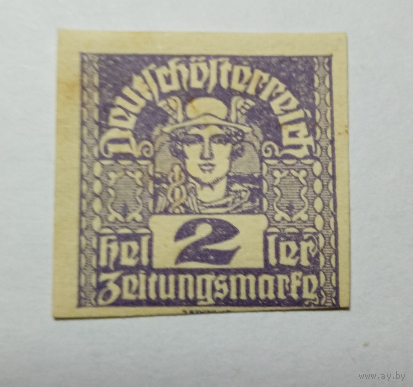 Deutschösterreich
hel 2 ler
Zeitungsmarke
www.ay.by